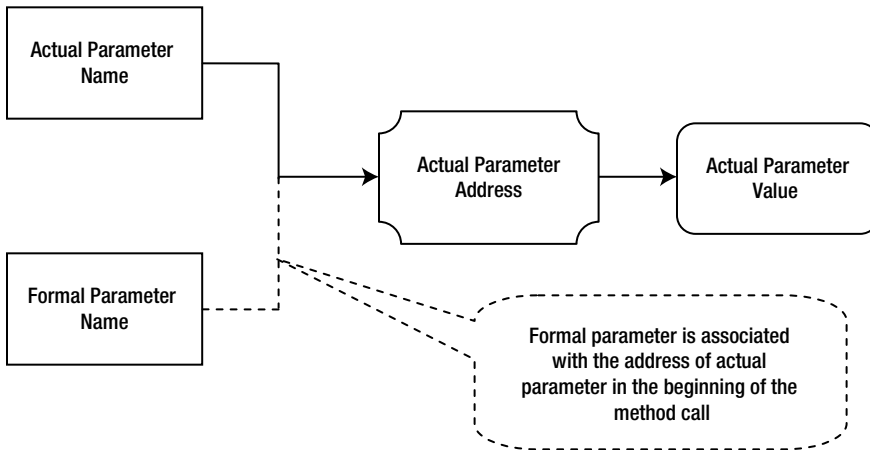 Actual Parameter
Name
Actual Parameter
Address
Actual Parameter
Value
Formal Parameter
Name
Formal parameter is associated
with the address of actual
parameter in the beginning of the
method call